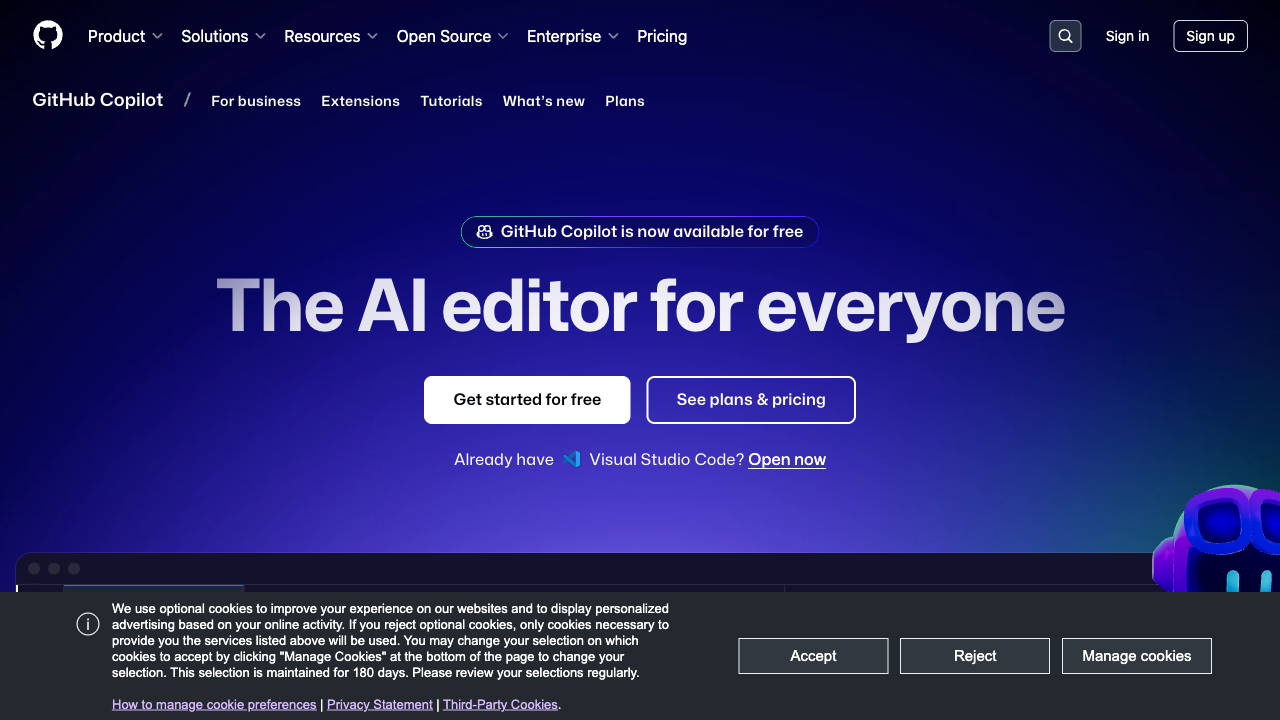 Product Solutions Resources Open Source Enterprise Pricing Sign in Sign up
GitHub Copilot / For business Extensions Tutorials What's new Plans
GitHub Copilot is now available for free
The AI editor for everyone
Get started for free See plans & pricing
Already have Visual Studio Code? Open now
We use optional cookies to improve your experience on our websites and to display personalized
advertising based on your online activity. If you reject optional cookies, only cookies necessary to
provide you the services listed above will be used. You may change your selection on which
cookies to accept by clicking "Manage Cookies" at the bottom of the page to change your
selection. This selection is maintained for 180 days. Please review your selections regularly.
How to manage cookie preferences | Privacy Statement | Third-Party Cookies.
Accept Reject Manage cookies